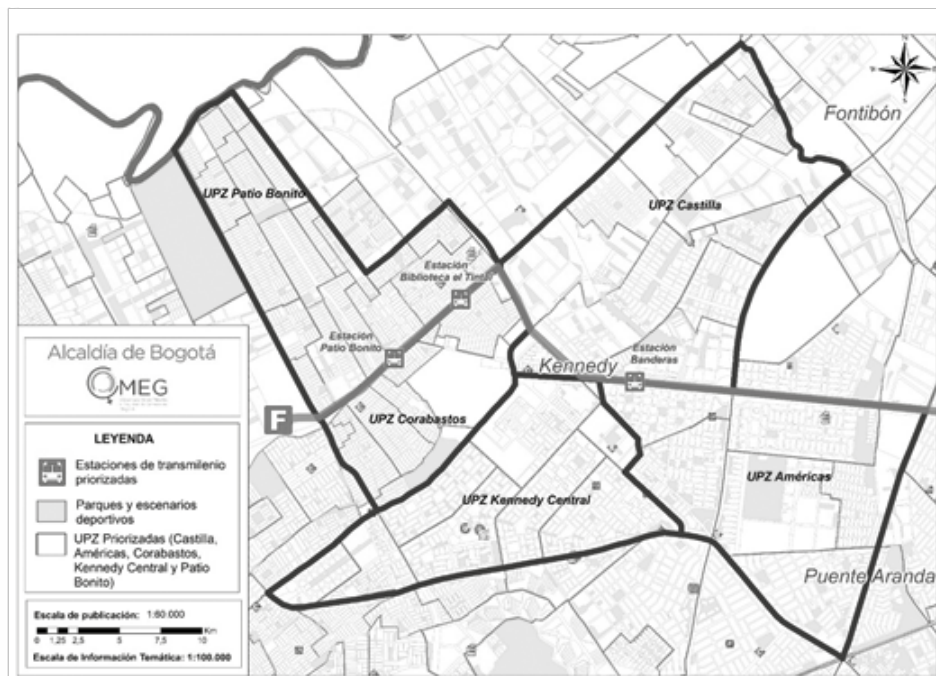 Fontibón
UPZ Patio Bonito
UPZ Castilla
Estación
Biblioteca el Tintal
Estación
Patio Bonito
Estación
Banderas
Kennedy
F
UPZ Corabastos
UPZ Kennedy Central
UPZ Américas
Puente Aranda
Alcaldía de Bogotá
OMEG
LEYENDA
Estaciones de transmilenio
priorizadas
Parques y escenarios
deportivos
UPZ Priorizadas (Castilla,
Américas, Corabastos,
Kennedy Central y Patio
Bonito)
Escala de publicación: 1:60.000
Km
0 1,25 2,5 5 7,5 10
Escala de Información Temática: 1:100.000